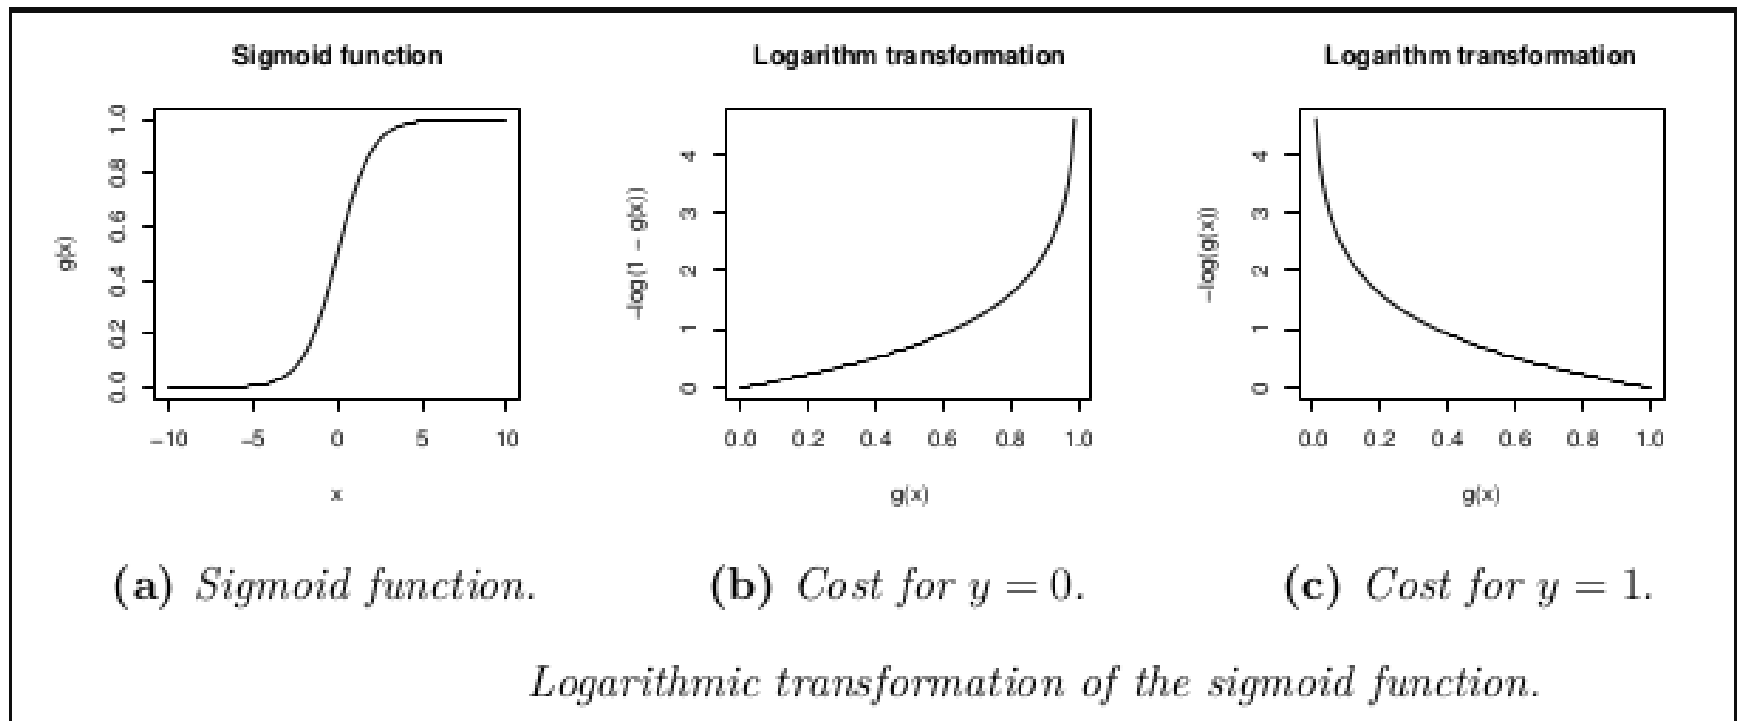 Sigmoid function
g(x)
0.0 0.2 0.4 0.6 0.8 1.0
−10 −5 0 5 10
x
(a) Sigmoid function.
Logarithm transformation
−log(1 − g(x))
0 1 2 3 4
0.0 0.2 0.4 0.6 0.8 1.0
g(x)
(b) Cost for y = 0.
Logarithm transformation
−log(g(x))
0 1 2 3 4
0.0 0.2 0.4 0.6 0.8 1.0
g(x)
(c) Cost for y = 1.
Logarithmic transformation of the sigmoid function.